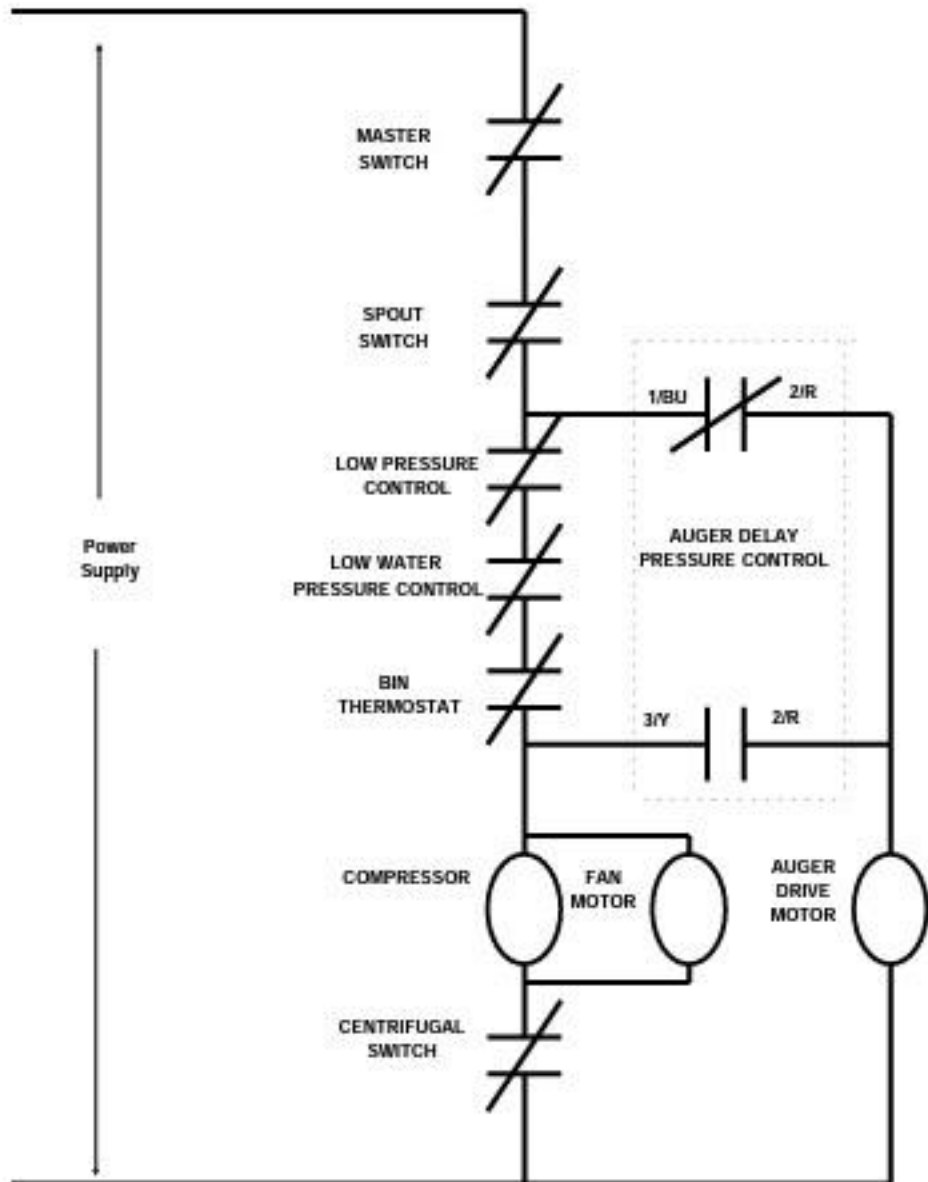 MASTER
SWITCH
SPOUT
SWITCH
1/BU
2/R
LOW PRESSURE
CONTROL
AUGER DELAY
PRESSURE CONTROL
Power
Supply
LOW WATER
PRESSURE CONTROL
BIN
THERMOSTAT
3/Y
2/R
COMPRESSOR
FAN
MOTOR
AUGER
DRIVE
MOTOR
CENTRIFUGAL
SWITCH